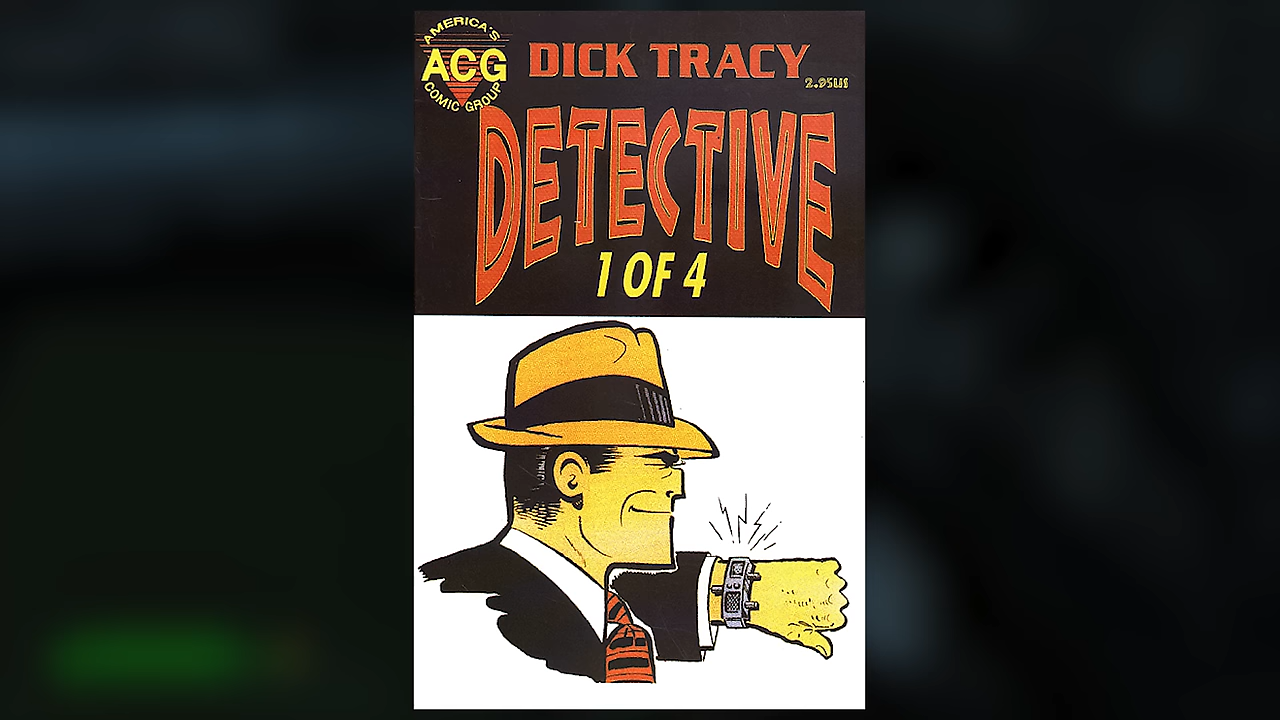 AMERICA'S
ACG
COMIC GROUP
DICK TRACY
2.95US
DETECTIVE
1 OF 4